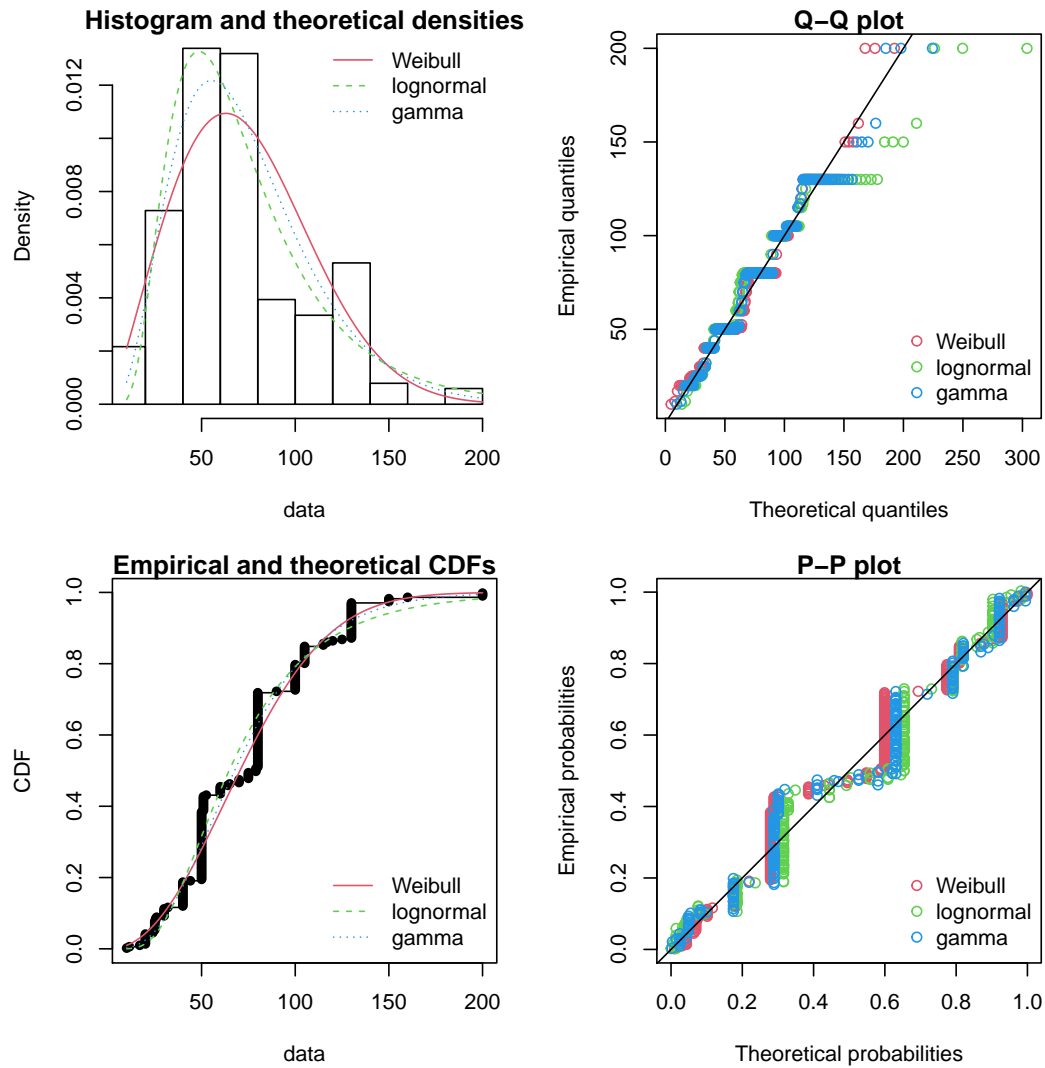 Histogram and theoretical densities
Density
0.000
0.004
0.008
0.012
Weibull
lognormal
gamma
50
100
150
200
data
Q−Q plot
Empirical quantiles
50
100
150
200
Weibull
lognormal
gamma
0
50
100
150
200
250
300
Theoretical quantiles
Empirical and theoretical CDFs
CDF
0.0
0.2
0.4
0.6
0.8
1.0
Weibull
lognormal
gamma
50
100
150
200
data
P−P plot
Empirical probabilities
0.0
0.2
0.4
0.6
0.8
1.0
Weibull
lognormal
gamma
0.0
0.2
0.4
0.6
0.8
1.0
Theoretical probabilities